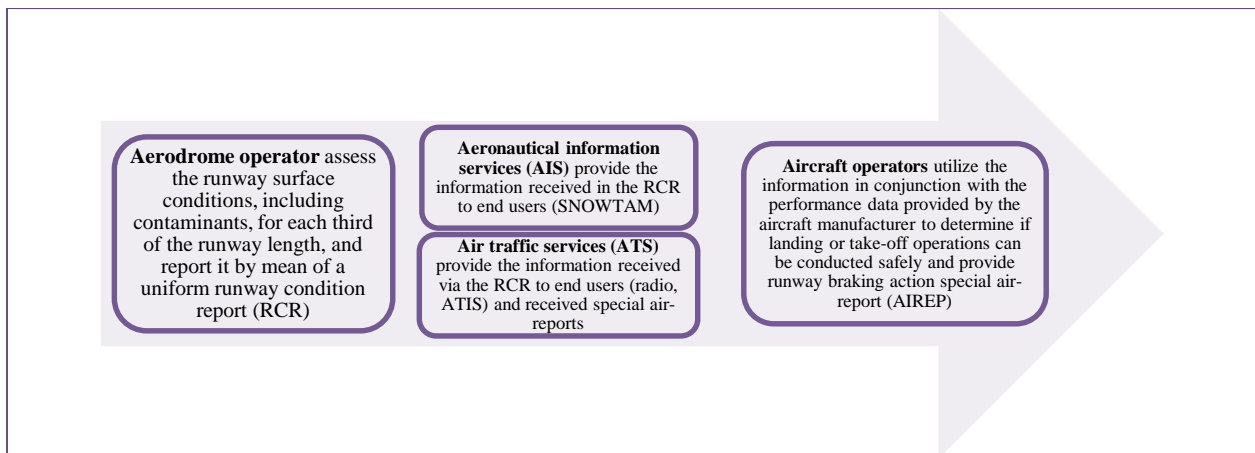 Aerodrome operator assess
the runway surface
conditions, including
contaminants, for each third
of the runway length, and
report it by mean of a
uniform runway condition
report (RCR)
Aeronautical information
services (AIS) provide the
information received in the RCR
to end users (SNOWTAM)
Air traffic services (ATS)
provide the information received
via the RCR to end users (radio,
ATIS) and received special air-
reports
Aircraft operators utilize the
information in conjunction with the
performance data provided by the
aircraft manufacturer to determine if
landing or take-off operations can
be conducted safely and provide
runway braking action special air-
report (AIREP)